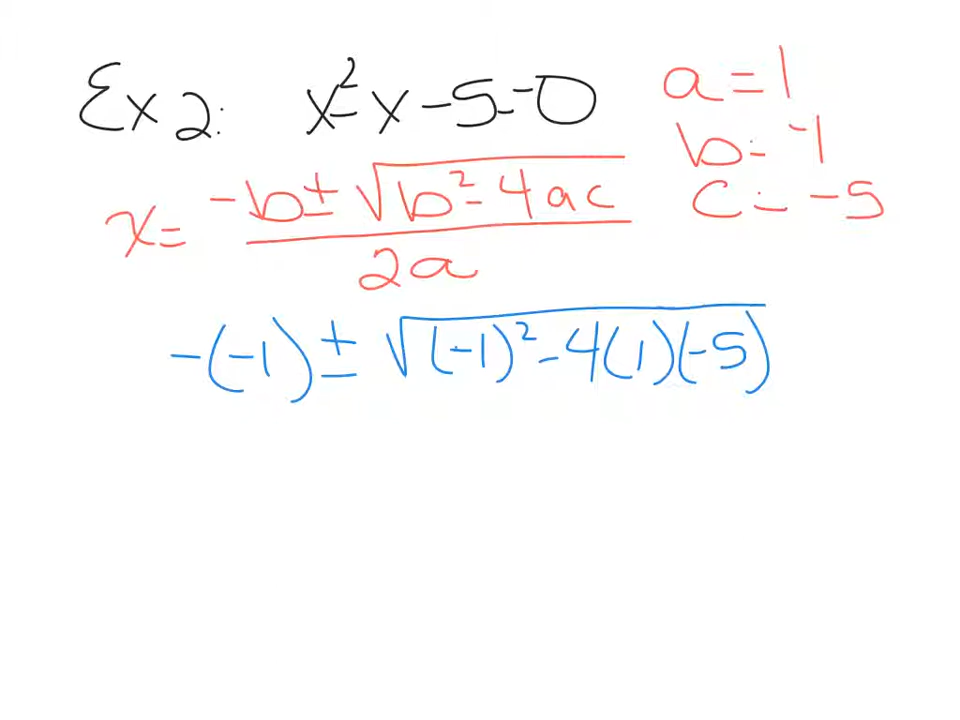 Ex 2: x²-x-5=0
a=1
b=-1
c=-5
x= -b±√b²-4ac
2a
-(-1)±√(-1)²-4(1)(-5)